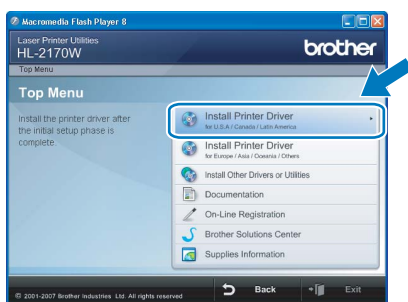 Macromedia Flash Player 8
Laser Printer Utilities
HL-2170W
brother
Top Menu
Top Menu
Install the printer driver after
the initial setup phase is
complete.
Install Printer Driver
for U.S.A / Canada / Latin America
Install Printer Driver
for Europe / Asia / Oceania / Others
Install Other Drivers or Utilities
Documentation
On-Line Registration
Brother Solutions Center
Supplies Information
© 2001-2007 Brother Industries Ltd. All rights reserved
Back
Exit